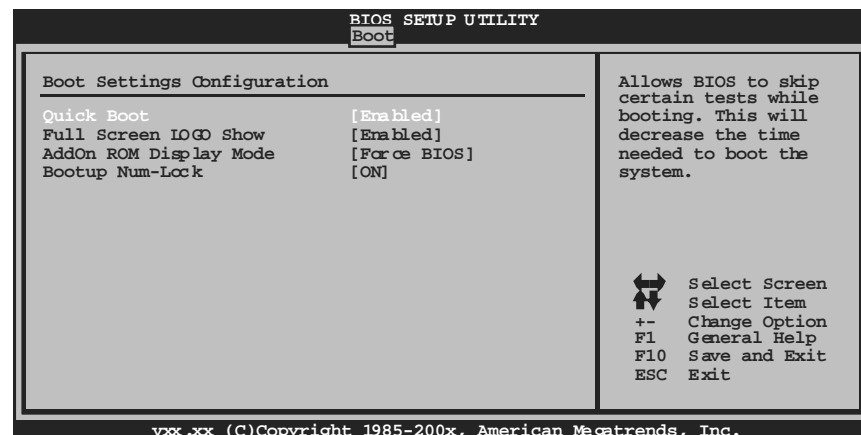 BIOS SETUP UTILITY
Boot
Boot Settings Configuration
Quick Boot [Enabled]
Full Screen LOGO Show [Enabled]
AddOn ROM Display Mode [Force BIOS]
Bootup Num-Lock [ON]
Allows BIOS to skip
certain tests while
booting. This will
decrease the time
needed to boot the
system.
Select Screen
Select Item
+- Change Option
F1 General Help
F10 Save and Exit
ESC Exit
vxx.xx (C)Copyright 1985-200x, American Megatrends, Inc.